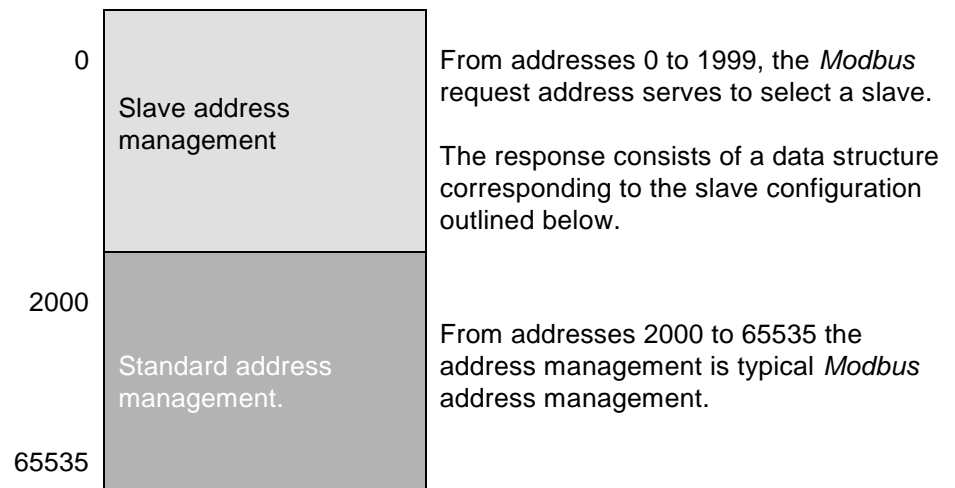 0
Slave address
management
From addresses 0 to 1999, the Modbus
request address serves to select a slave.
The response consists of a data structure
corresponding to the slave configuration
outlined below.
2000
Standard address
management.
From addresses 2000 to 65535 the
address management is typical Modbus
address management.
65535